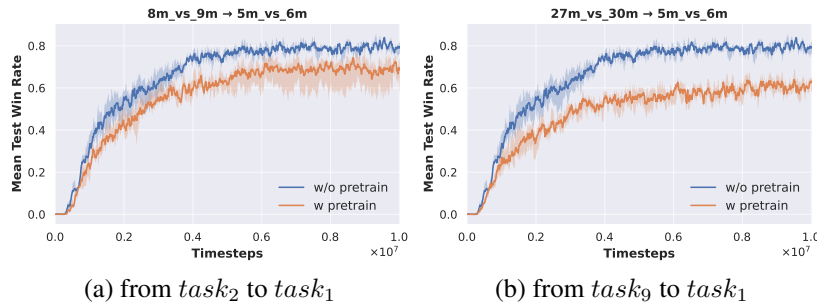 8m_vs_9m → 5m_vs_6m
Mean Test Win Rate
0.8
0.6
0.4
0.2
0.0
w/o pretrain
w pretrain
0.0 0.2 0.4 0.6 0.8 1.0
Timesteps
×10⁷
(a) from task₂ to task₁
27m_vs_30m → 5m_vs_6m
Mean Test Win Rate
0.8
0.6
0.4
0.2
0.0
w/o pretrain
w pretrain
0.0 0.2 0.4 0.6 0.8 1.0
Timesteps
×10⁷
(b) from task₉ to task₁